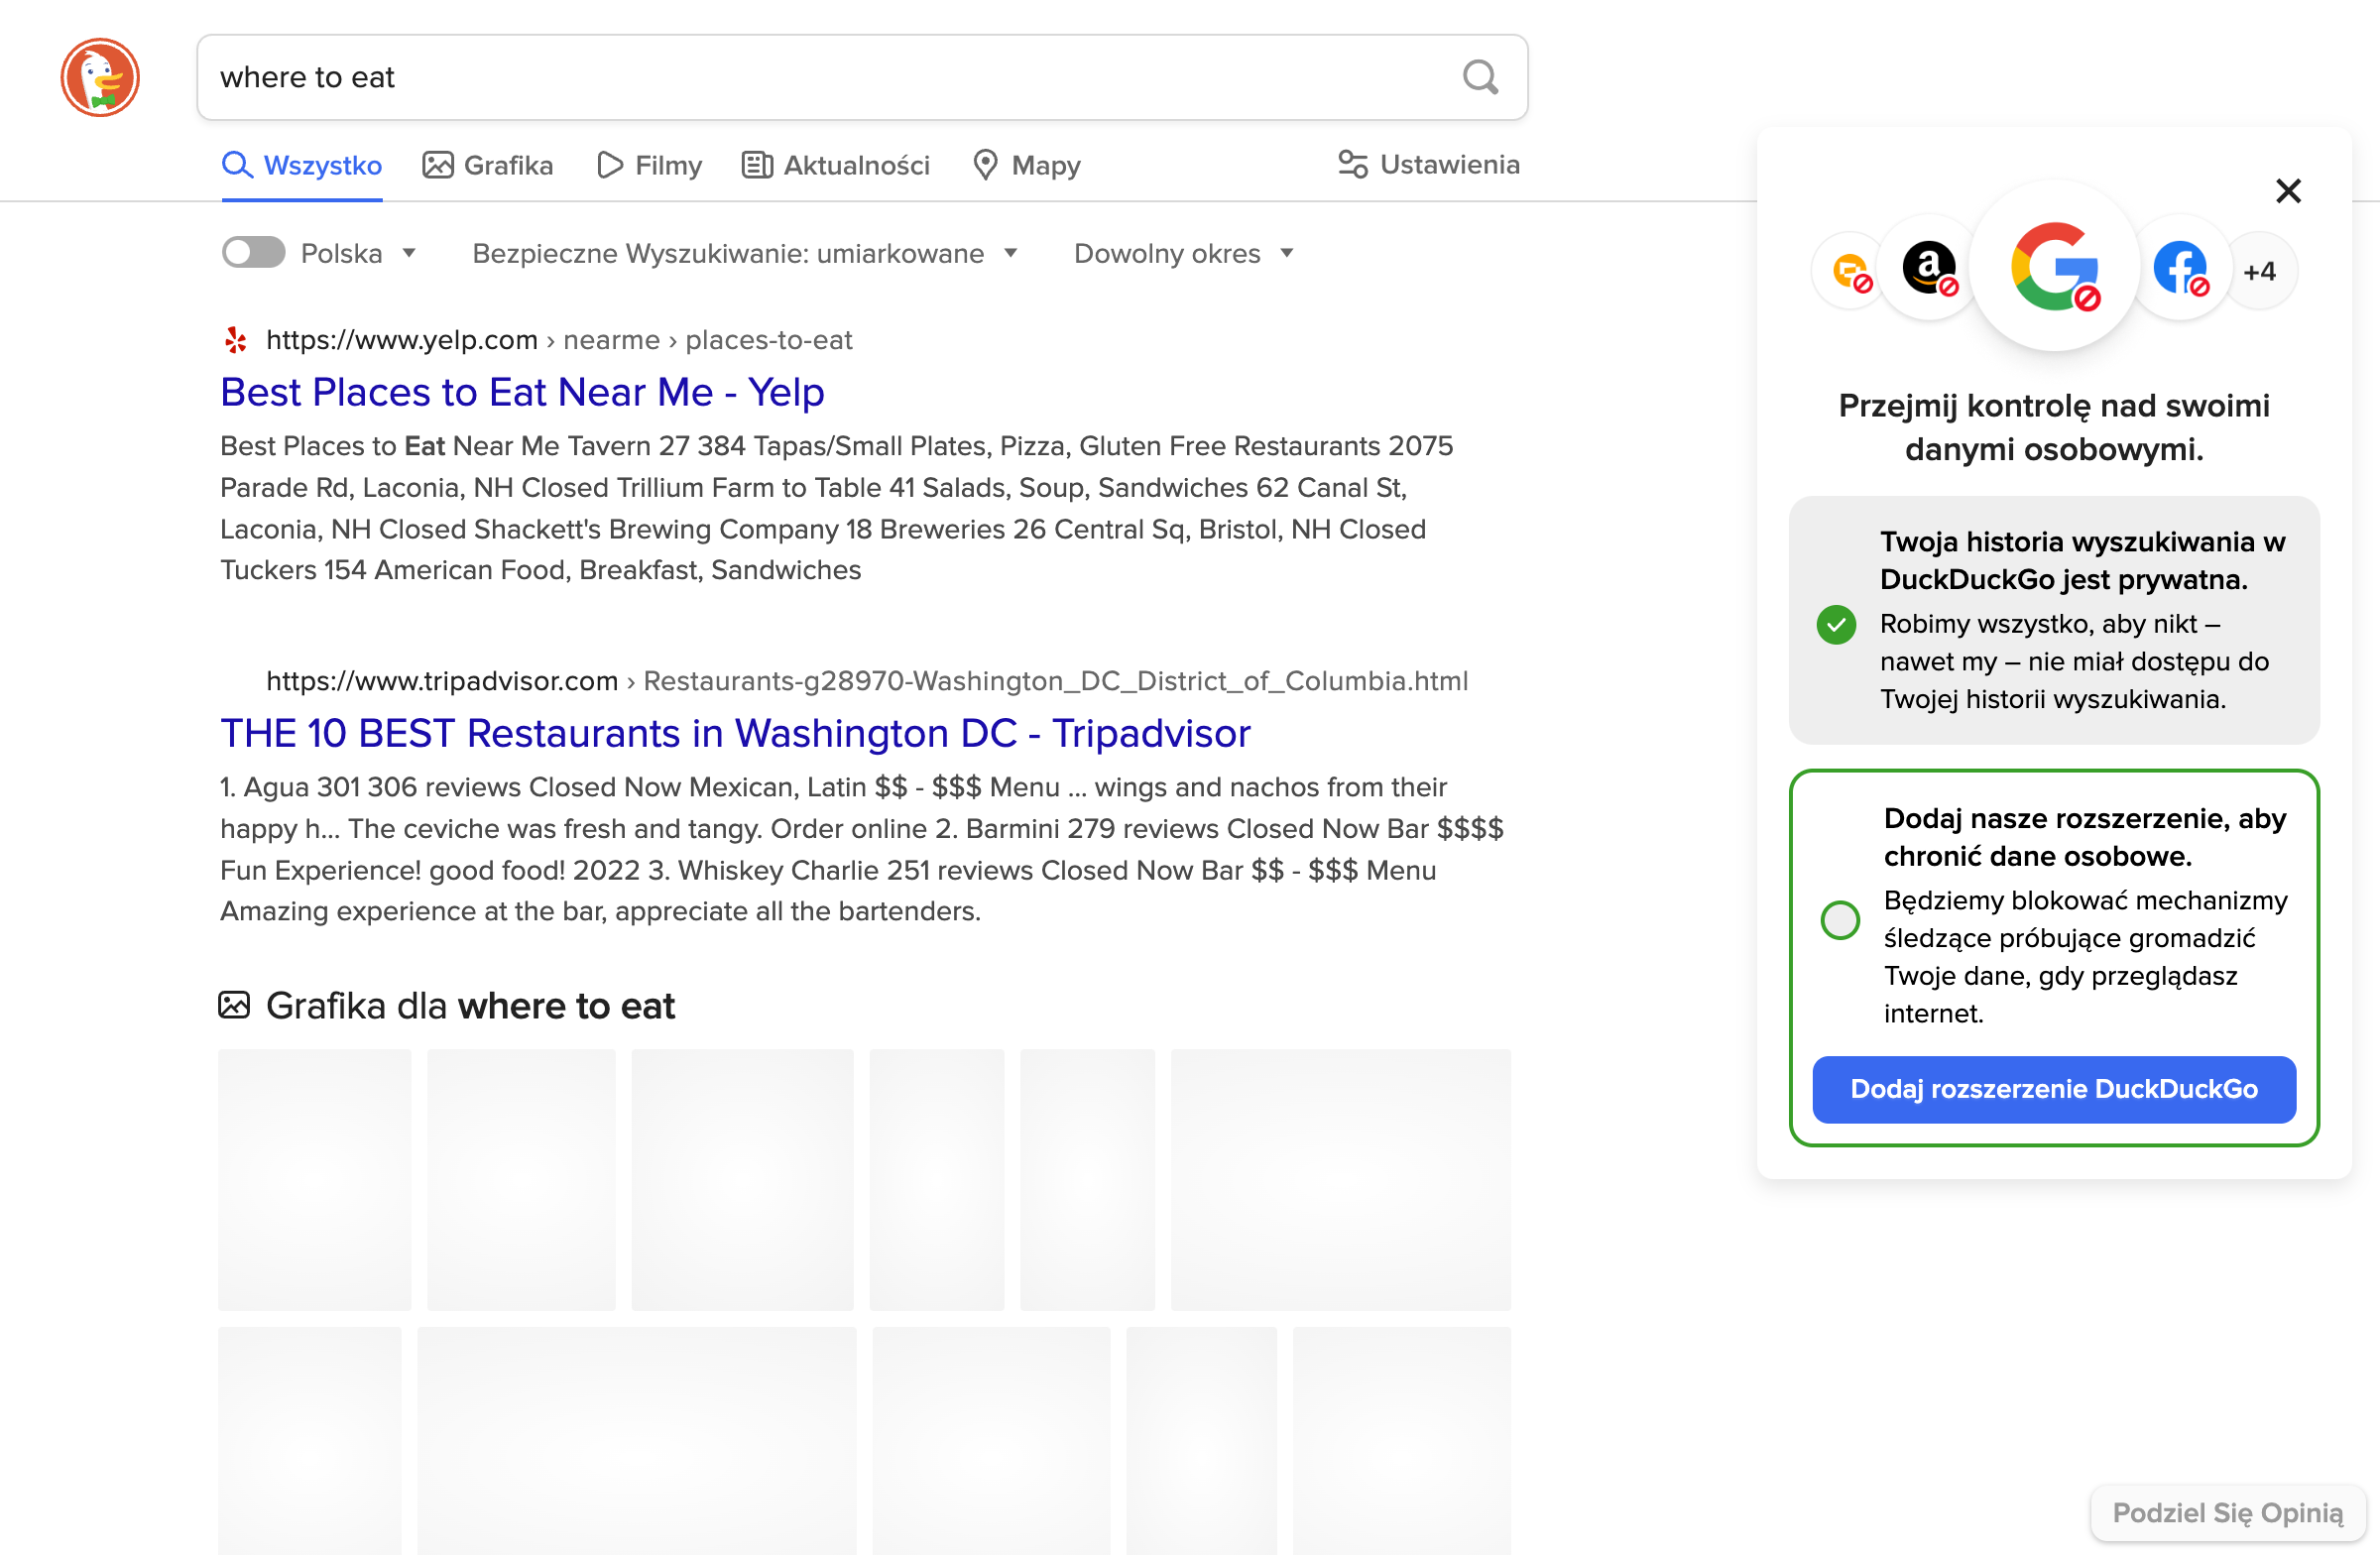 where to eat
Wszystko Grafika Filmy Aktualności Mapy Ustawienia
Polska Bezpieczne Wyszukiwanie: umiarkowane Dowolny okres
https://www.yelp.com › nearme › places-to-eat
Best Places to Eat Near Me - Yelp
Best Places to Eat Near Me Tavern 27 384 Tapas/Small Plates, Pizza, Gluten Free Restaurants 2075
Parade Rd, Laconia, NH Closed Trillium Farm to Table 41 Salads, Soup, Sandwiches 62 Canal St,
Laconia, NH Closed Shackett's Brewing Company 18 Breweries 26 Central Sq, Bristol, NH Closed
Tuckers 154 American Food, Breakfast, Sandwiches
https://www.tripadvisor.com › Restaurants-g28970-Washington_DC_District_of_Columbia.html
THE 10 BEST Restaurants in Washington DC - Tripadvisor
1. Agua 301 306 reviews Closed Now Mexican, Latin $$ - $$$ Menu ... wings and nachos from their
happy h... The ceviche was fresh and tangy. Order online 2. Barmini 279 reviews Closed Now Bar $$$$
Fun Experience! good food! 2022 3. Whiskey Charlie 251 reviews Closed Now Bar $$ - $$$ Menu
Amazing experience at the bar, appreciate all the bartenders.
Grafika dla where to eat
+4
Przejmij kontrolę nad swoimi
danymi osobowymi.
Twoja historia wyszukiwania w
DuckDuckGo jest prywatna.
Robimy wszystko, aby nikt –
nawet my – nie miał dostępu do
Twojej historii wyszukiwania.
Dodaj nasze rozszerzenie, aby
chronić dane osobowe.
Będziemy blokować mechanizmy
śledzące próbujące gromadzić
Twoje dane, gdy przeglądasz
internet.
Dodaj rozszerzenie DuckDuckGo
Podziel Się Opinią